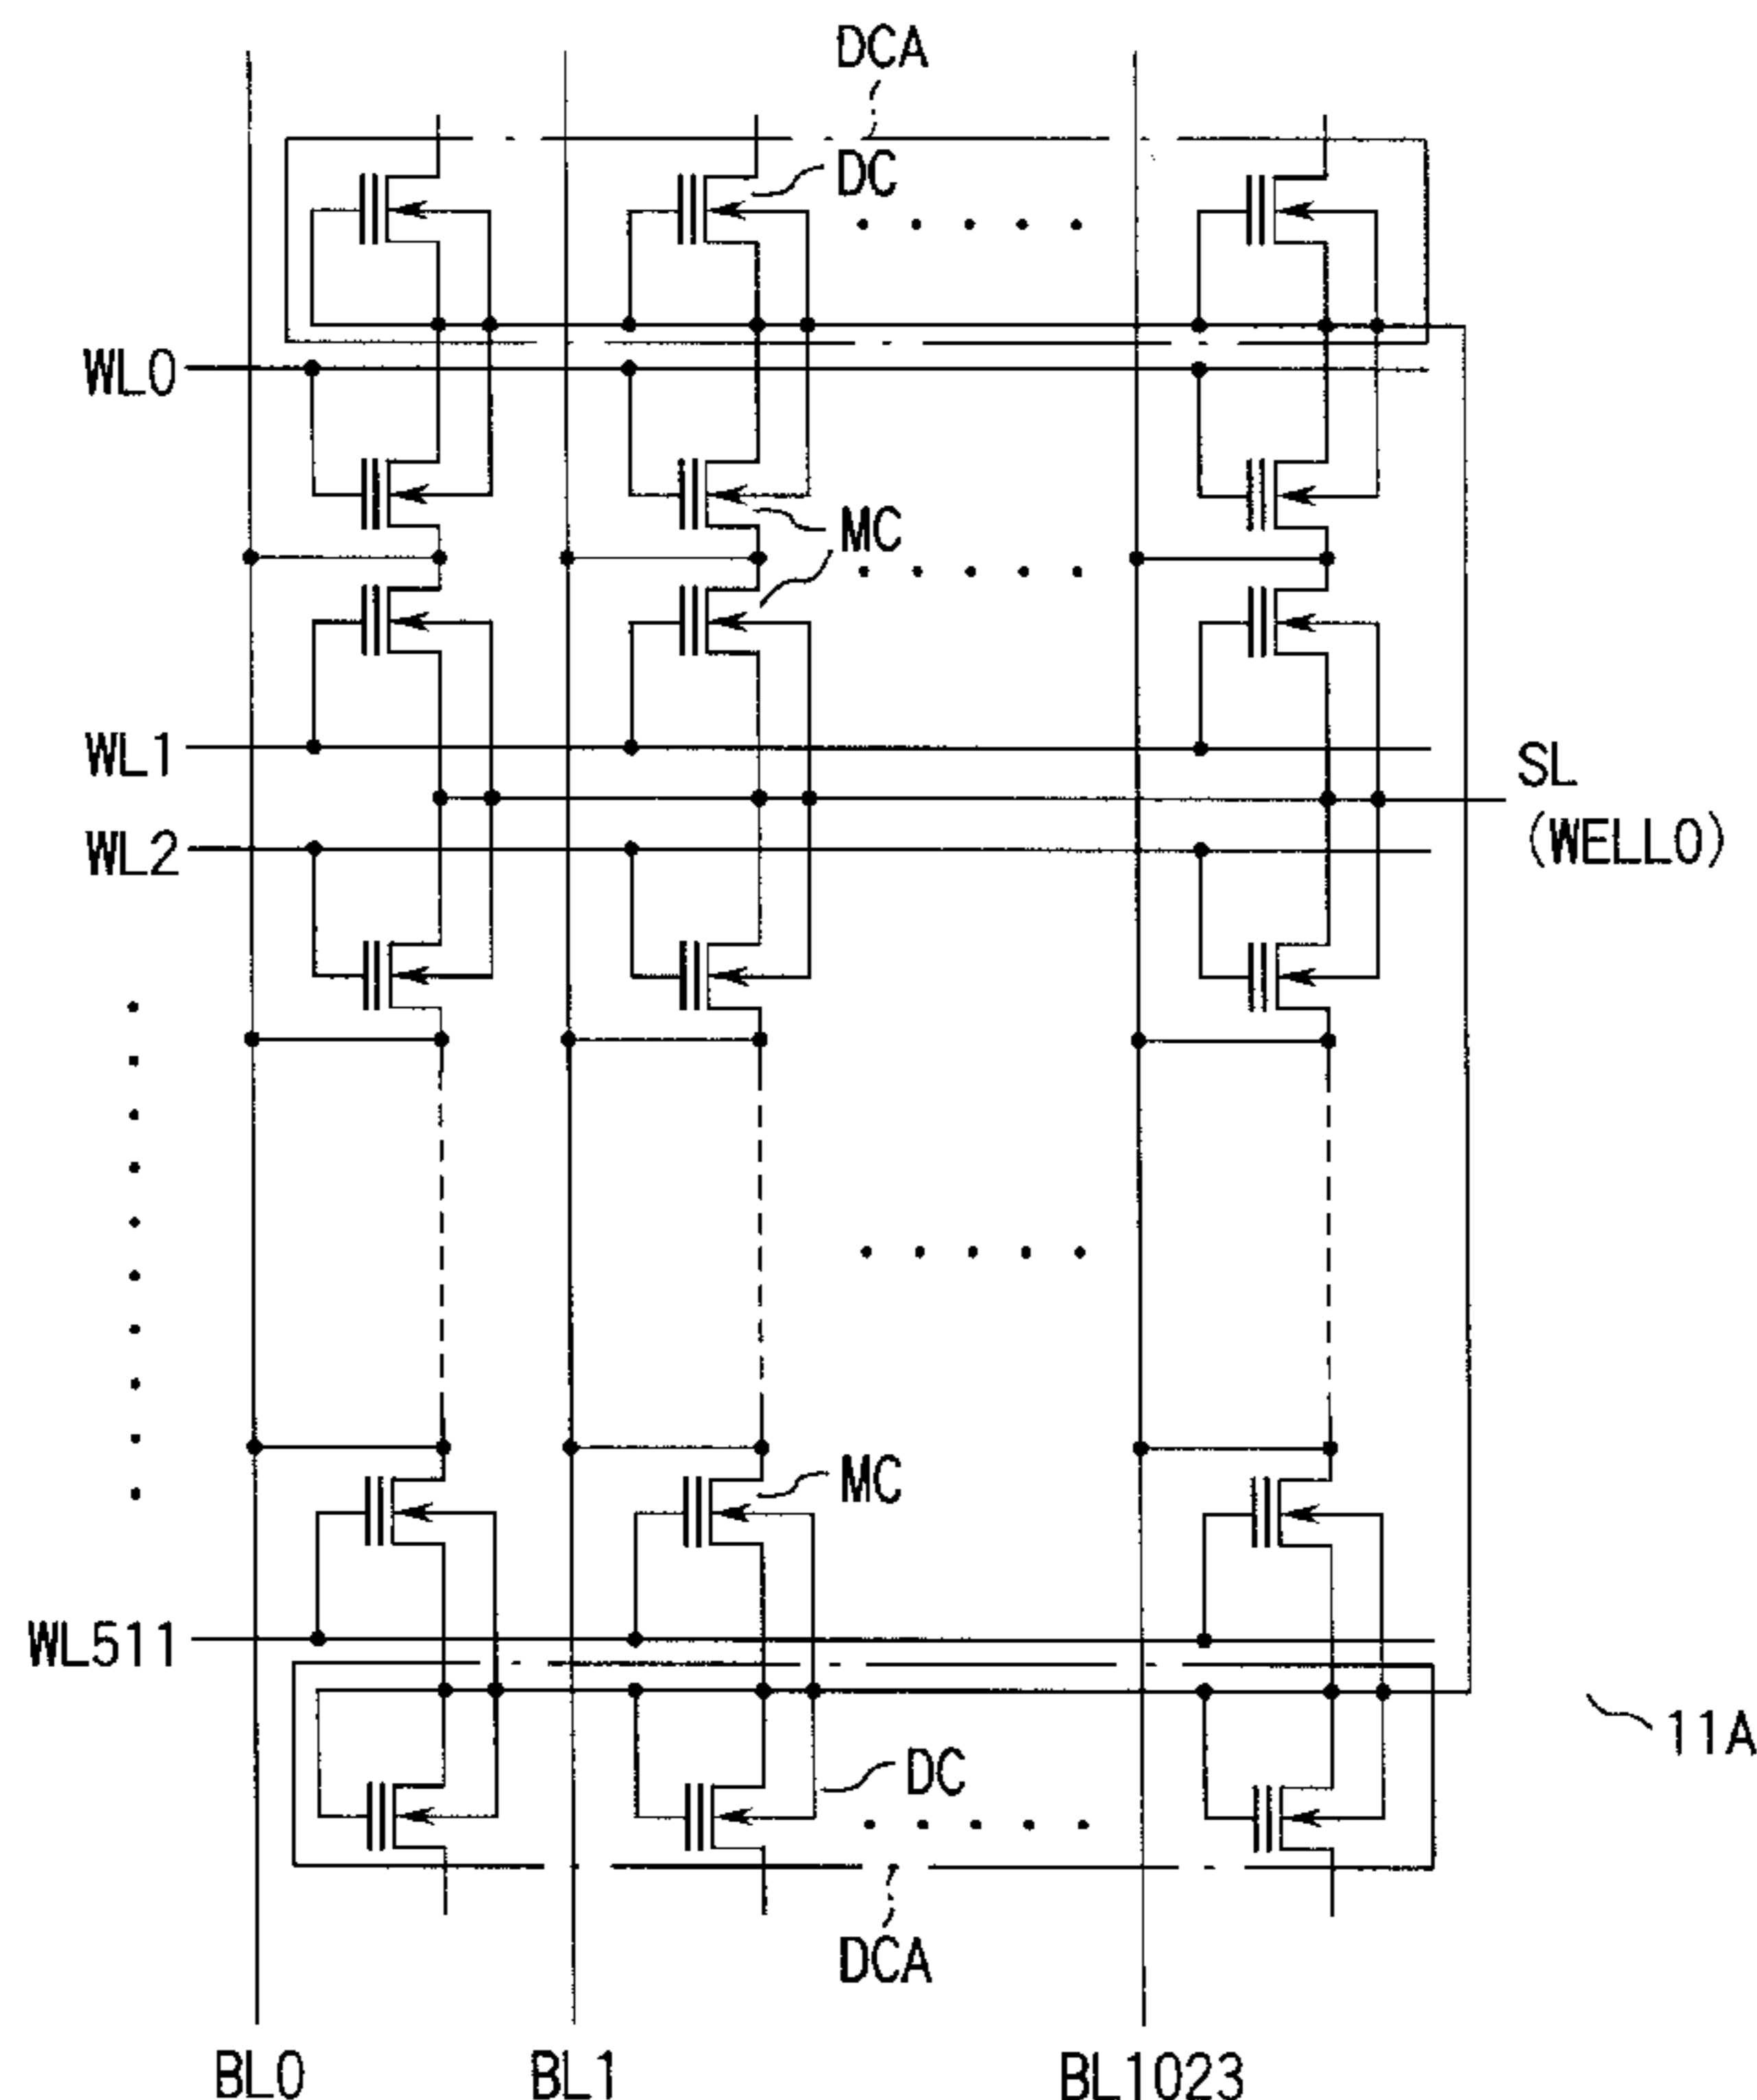 DCA
DC
WL0
MC
WL1
SL
(WELL0)
WL2
MC
WL511
11A
DC
DCA
BL0
BL1
BL1023